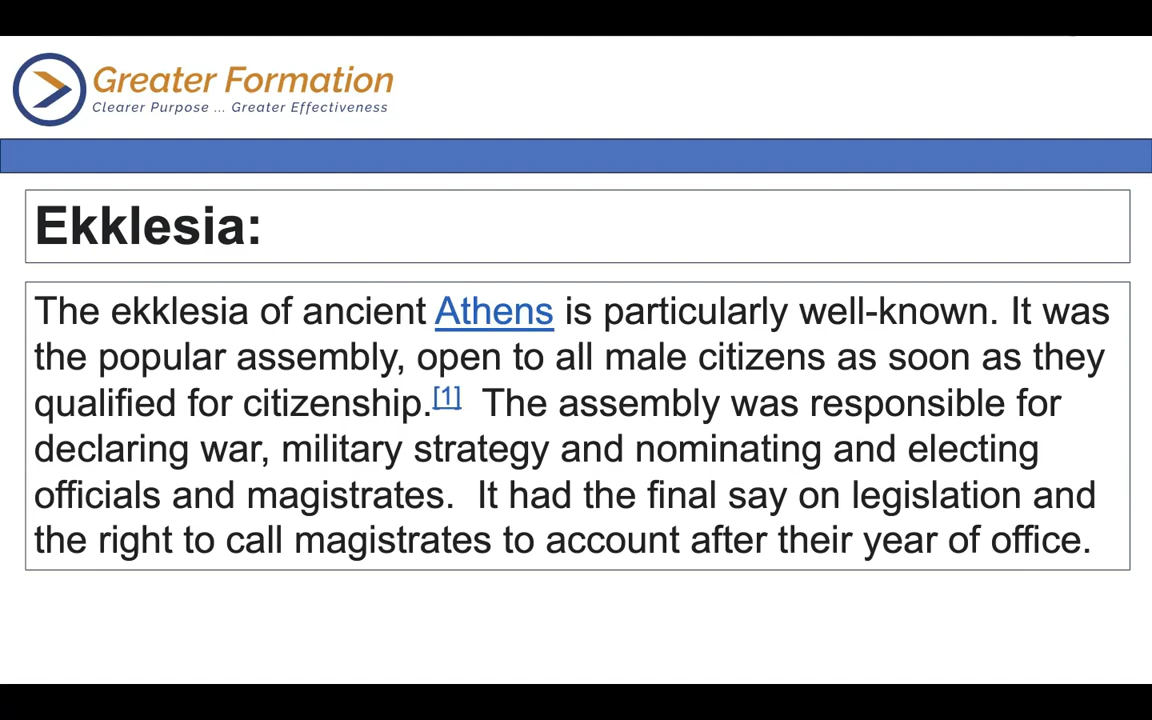 Greater Formation
Clearer Purpose ... Greater Effectiveness
Ekklesia:
The ekklesia of ancient Athens is particularly well-known. It was
the popular assembly, open to all male citizens as soon as they
qualified for citizenship.[1]  The assembly was responsible for
declaring war, military strategy and nominating and electing
officials and magistrates.  It had the final say on legislation and
the right to call magistrates to account after their year of office.